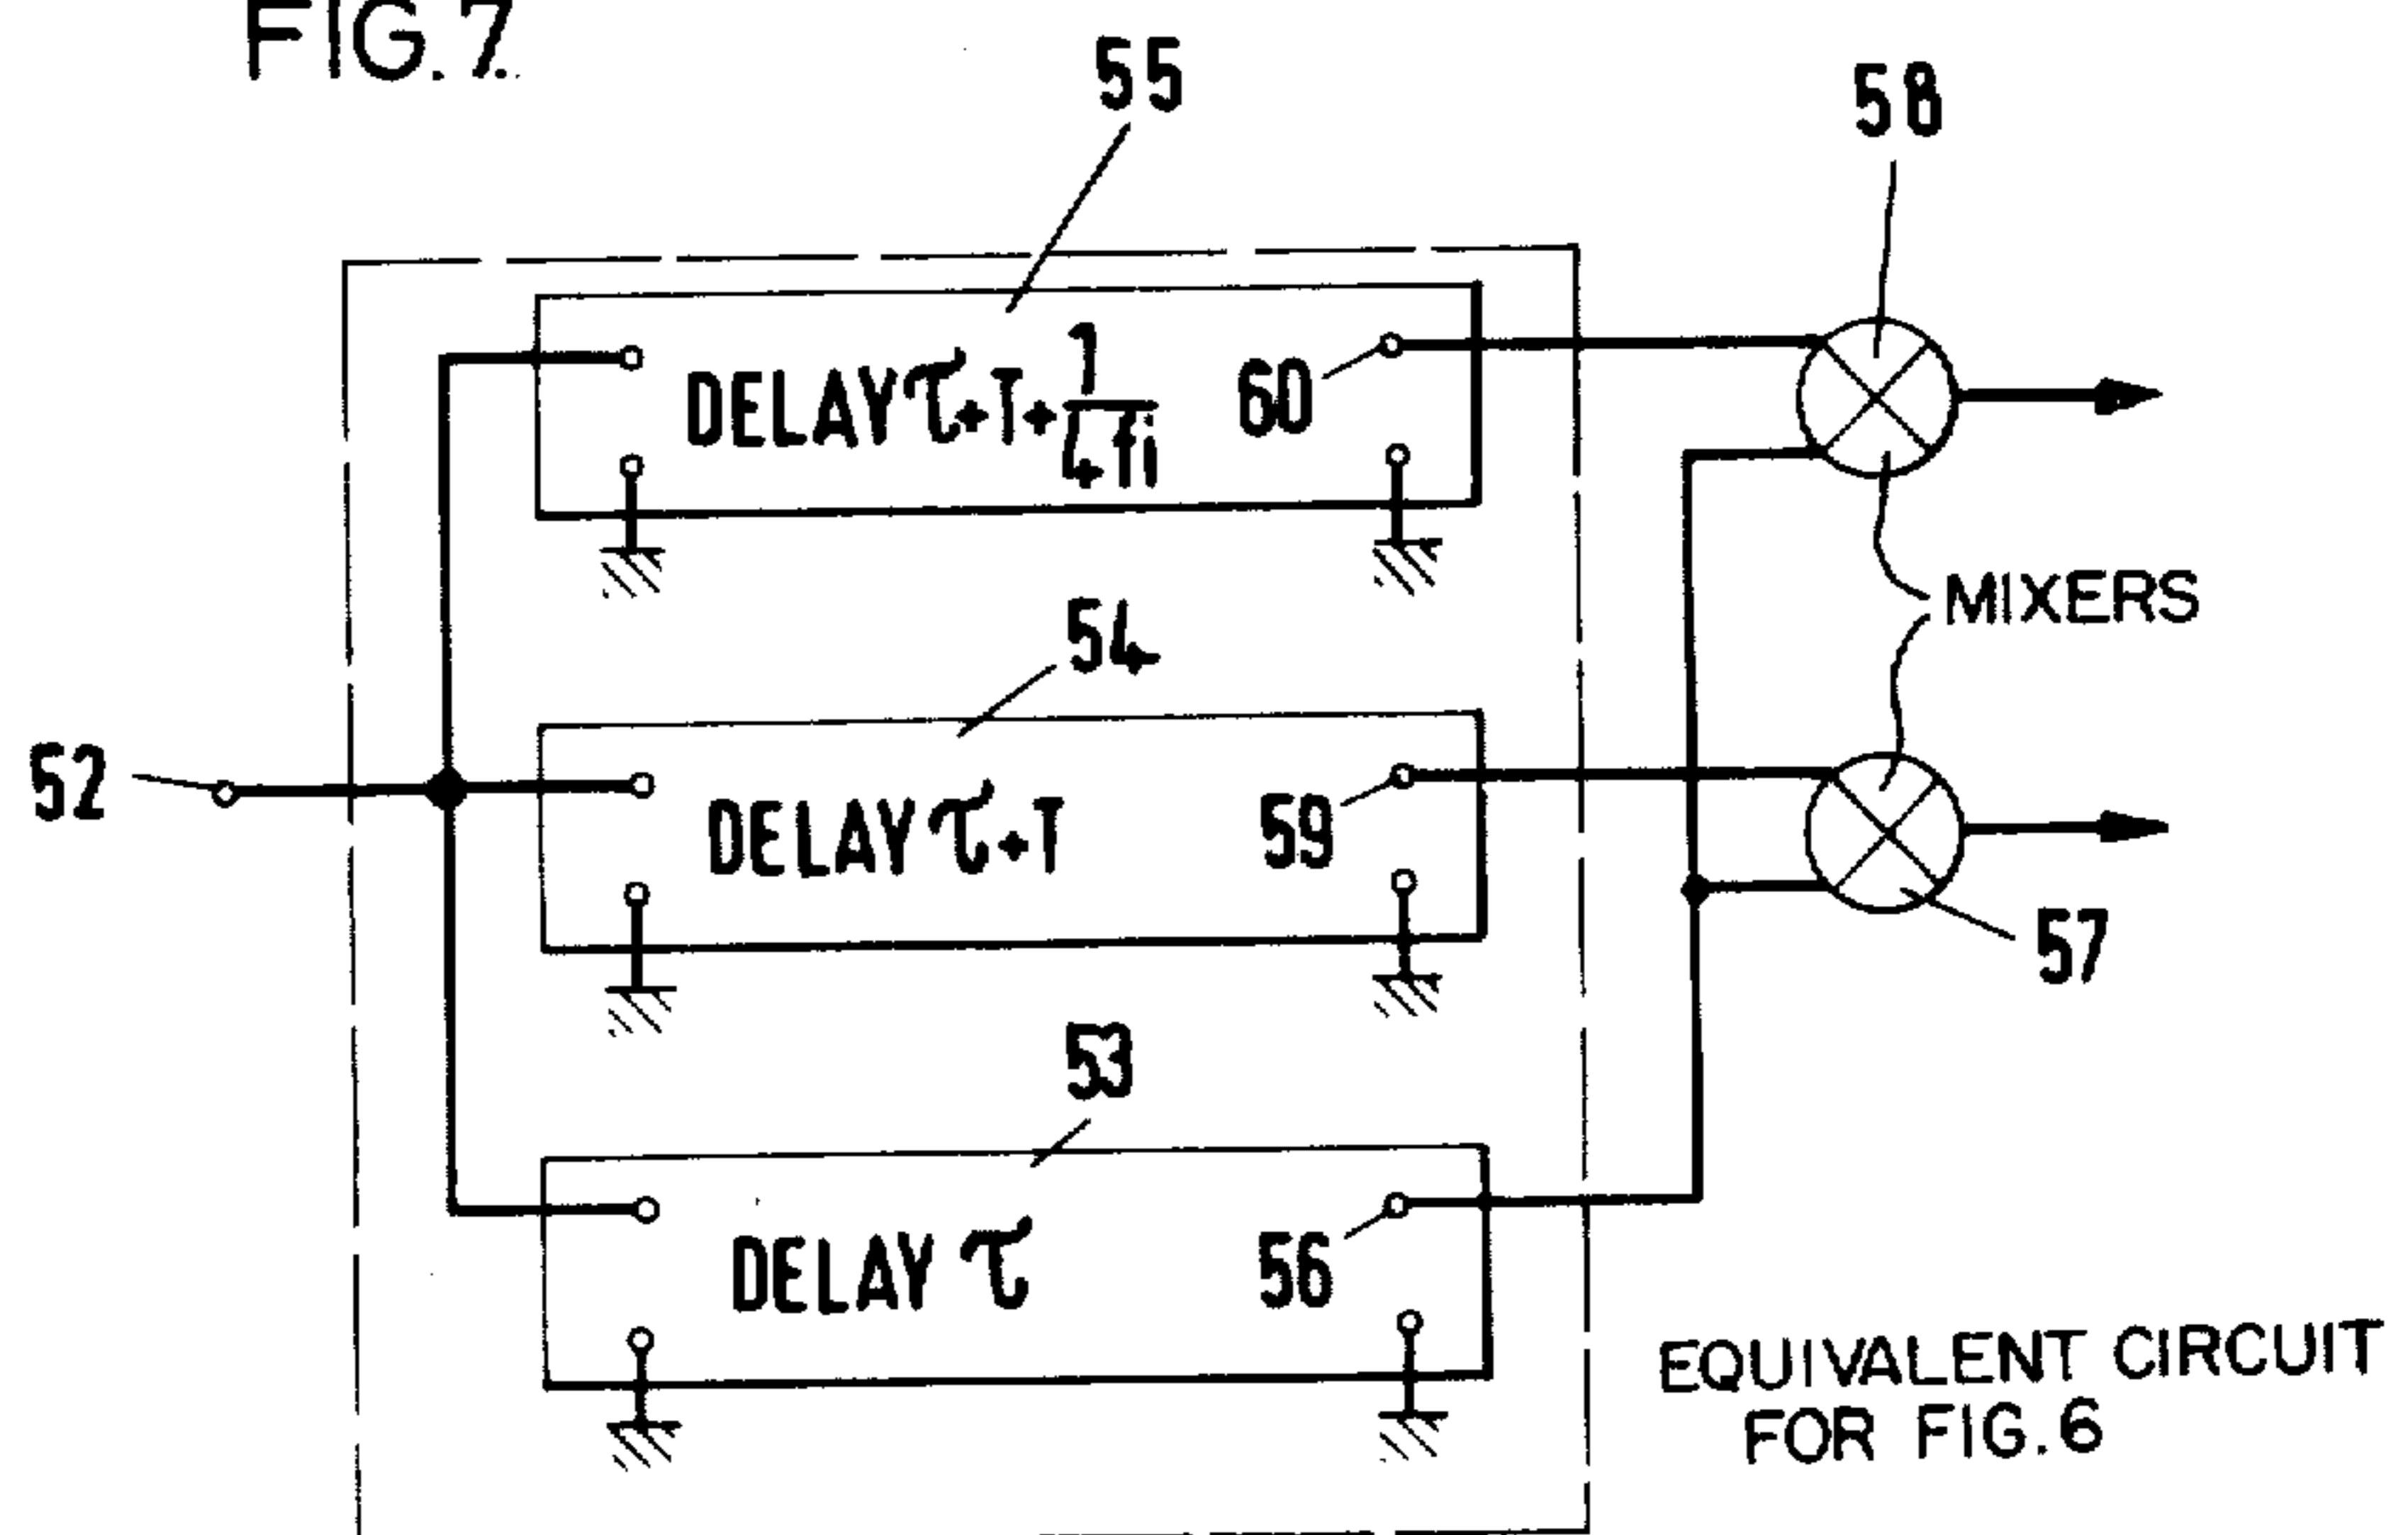 FIG. 7.
55
58
DELAY τ+T+1/4fi
60
54
MIXERS
52
DELAY τ+T
59
57
53
DELAY τ
56
EQUIVALENT CIRCUIT
FOR FIG. 6